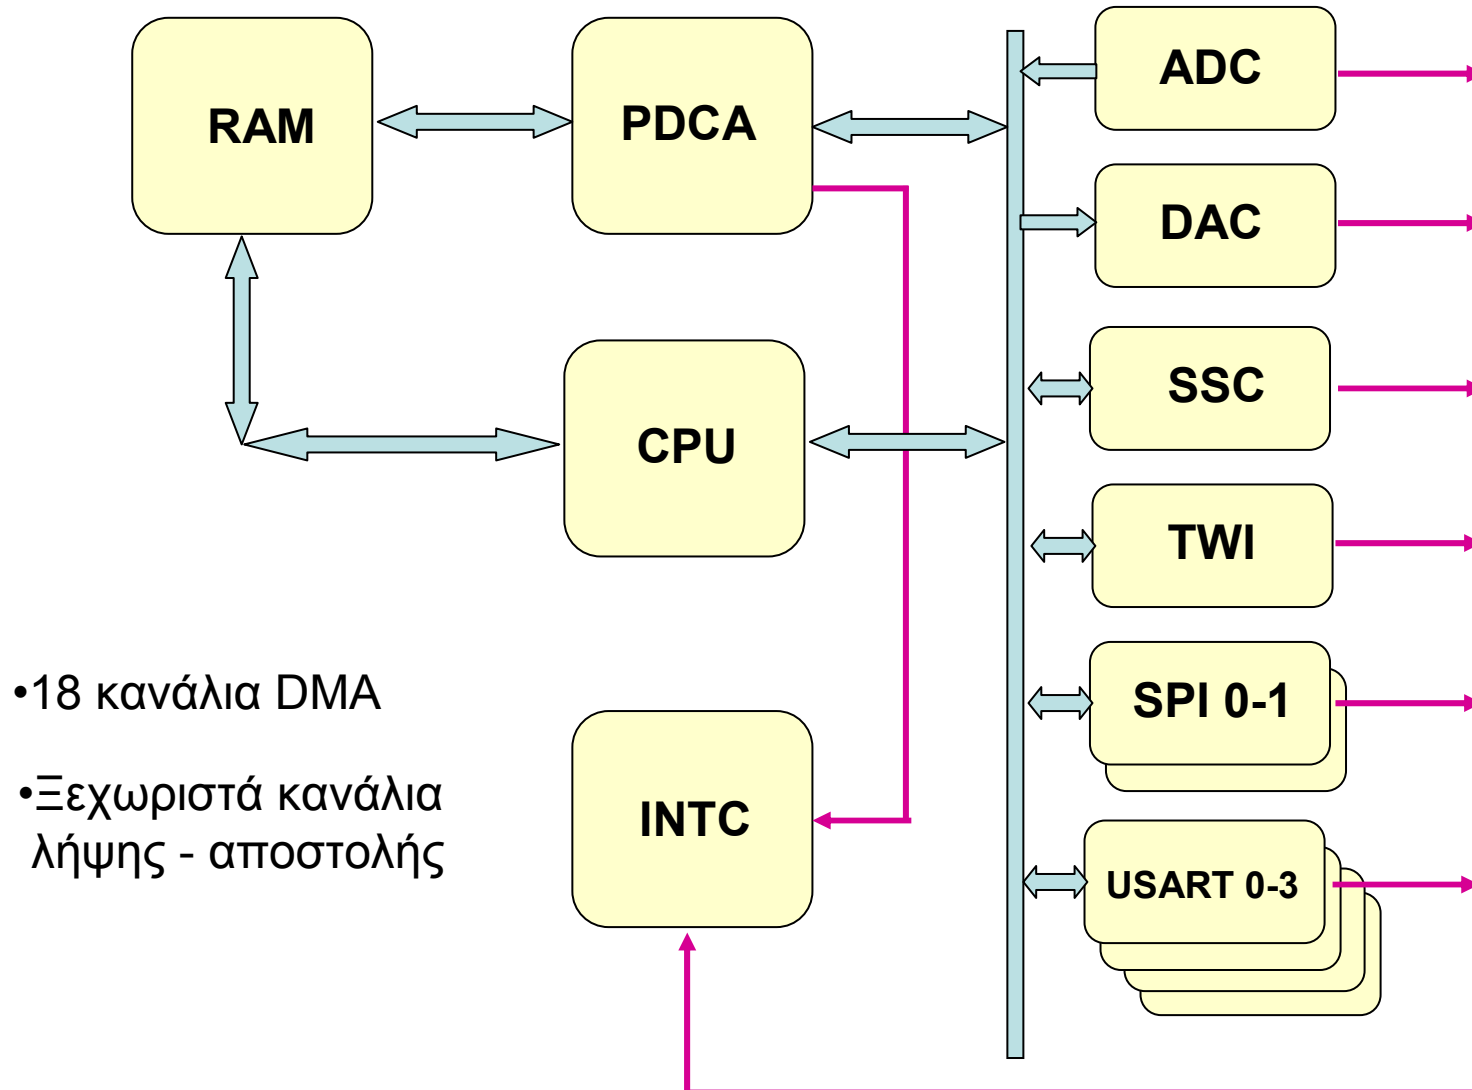 RAM
PDCA
ADC
DAC
SSC
CPU
TWI
•18 κανάλια DMA
SPI 0-1
•Ξεχωριστά κανάλια
λήψης - αποστολής
INTC
USART 0-3